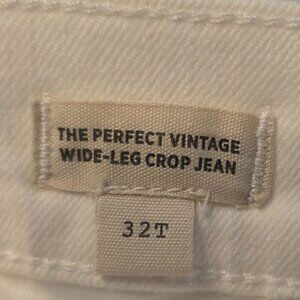 THE PERFECT VINTAGE
WIDE-LEG CROP JEAN
32T